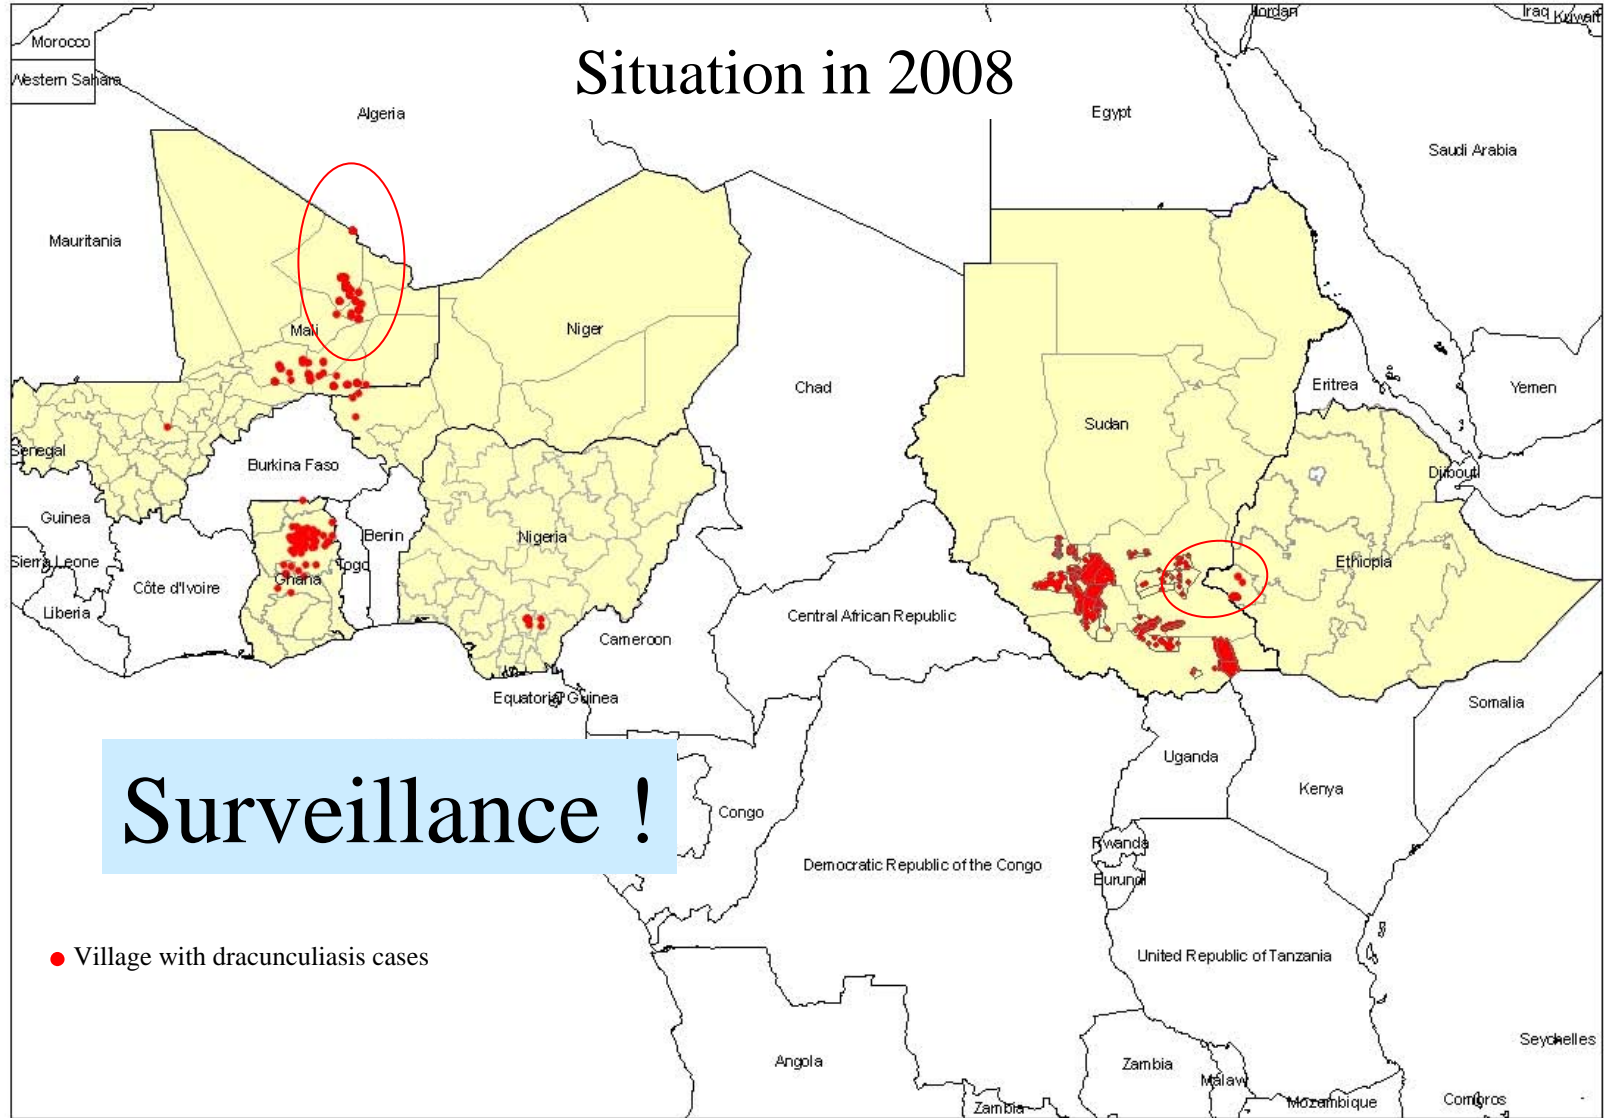 Jordan
Iraq
Kuwait
Morocco
Western Sahara
Situation in 2008
Algeria
Egypt
Saudi Arabia
Mauritania
Mali
Niger
Chad
Eritrea
Yemen
Sudan
Senegal
Burkina Faso
Djibouti
Guinea
Benin
Nigeria
Sierra Leone
Togo
Ethiopia
Ghana
Côte d'Ivoire
Liberia
Central African Republic
Cameroon
Equatorial Guinea
Somalia
Uganda
Surveillance !
Kenya
Congo
Rwanda
Democratic Republic of the Congo
Burundi
Village with dracunculiasis cases
United Republic of Tanzania
Seychelles
Angola
Zambia
Malawi
Zambia
Mozambique
Comoros